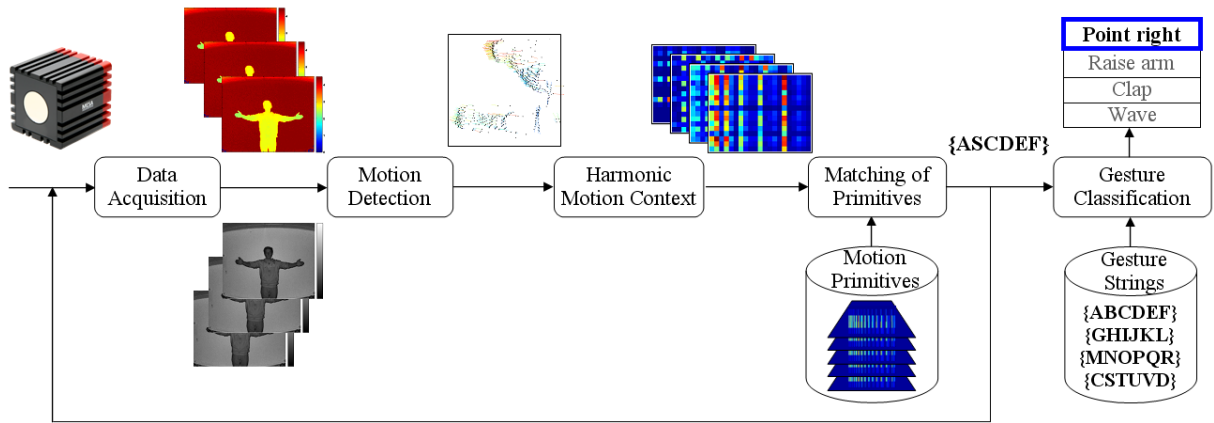 Point right
Raise arm
Clap
Wave
{ASCDEF}
Data
Acquisition
Motion
Detection
Harmonic
Motion Context
Matching of
Primitives
Gesture
Classification
Motion
Primitives
Gesture
Strings
{ABCDEF}
{GHIJKL}
{MNOPQR}
{CSTUVD}